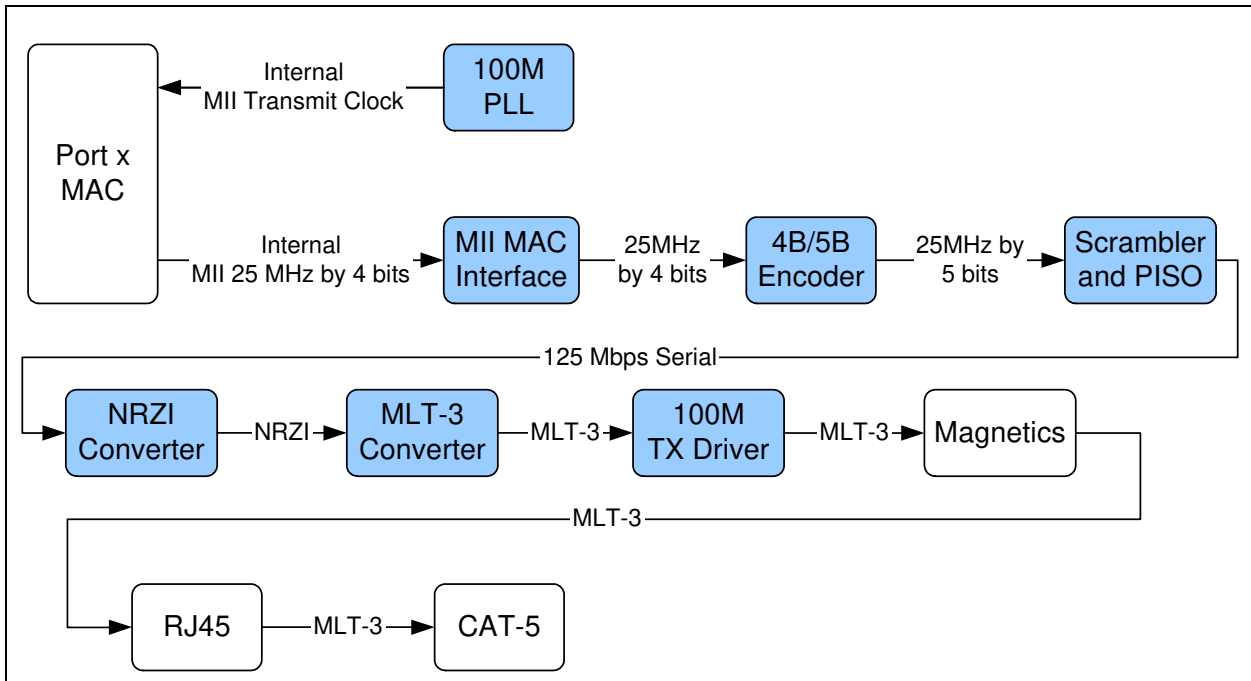 Internal
MII Transmit Clock
100M
PLL
Port x
MAC
Internal
MII 25 MHz by 4 bits
MII MAC
Interface
25MHz
by 4 bits
4B/5B
Encoder
25MHz by
5 bits
Scrambler
and PISO
125 Mbps Serial
NRZI
Converter
NRZI
MLT-3
Converter
MLT-3
100M
TX Driver
MLT-3
Magnetics
MLT-3
RJ45
MLT-3
CAT-5